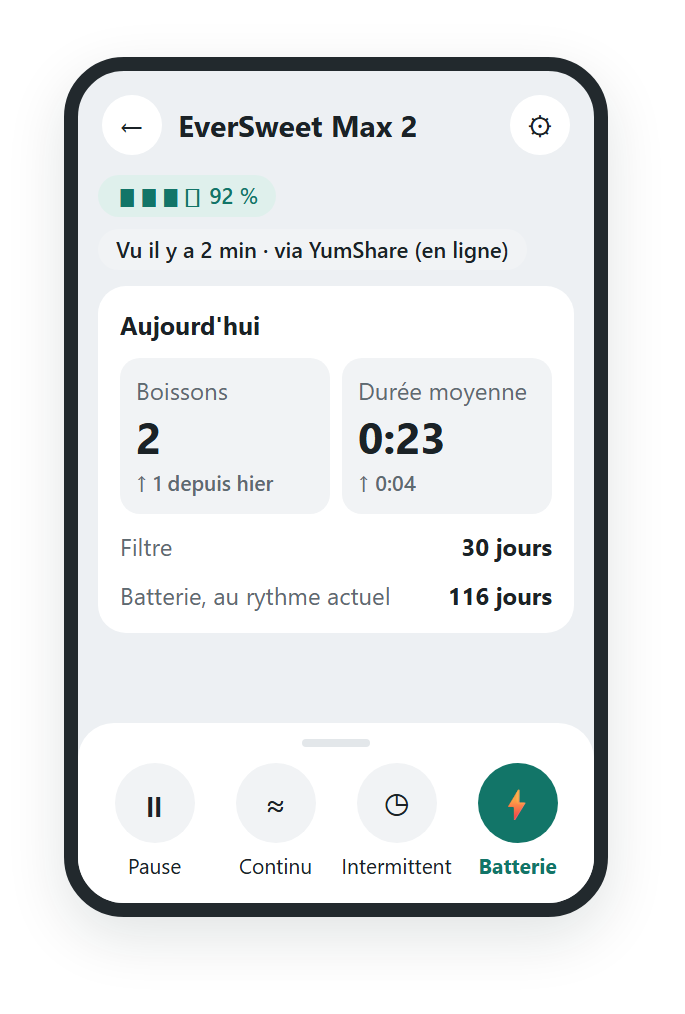 ← EverSweet Max 2
92 %
Vu il y a 2 min · via YumShare (en ligne)
Aujourd'hui
Boissons
2
↑ 1 depuis hier
Durée moyenne
0:23
↑ 0:04
Filtre 30 jours
Batterie, au rythme actuel 116 jours
Pause
Continu
Intermittent
Batterie